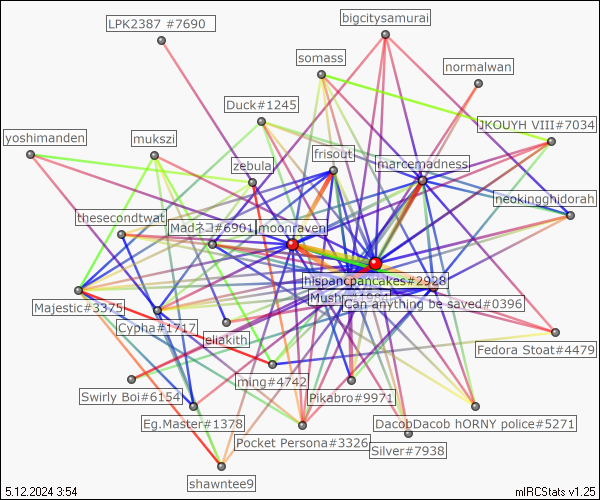 LPK2387 #7690
bigcitysamurai
somass
normalwan
Duck#1245
JKOUYH VIII#7034
yoshimanden
mukszi
frisout
zebula
marcemadness
neokingghidorah
thesecondtwat
Madネコ#6901
moonraven
hispancpancakes#2928
Can anything be saved#0396
Majestic#3375
Cypha#1717
eliakith
Fedora Stoat#4479
ming#4742
Swirly Boi#6154
Pikabro#9971
Eg.Master#1378
DacobDacob hORNY police#5271
Pocket Persona#3326
Silver#7938
shawntee9
5.12.2024 3:54
mIRCStats v1.25